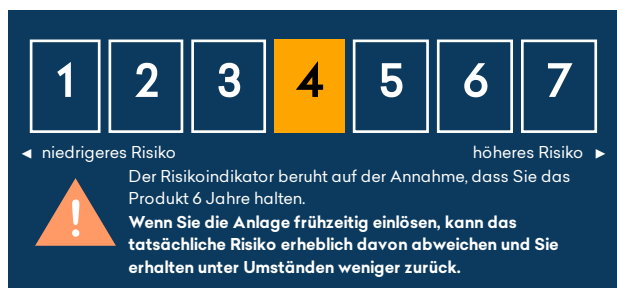 1 2 3 4 5 6 7
◄ niedrigeres Risiko höheres Risiko ►
Der Risikoindikator beruht auf der Annahme, dass Sie das
Produkt 6 Jahre halten.
Wenn Sie die Anlage frühzeitig einlösen, kann das
tatsächliche Risiko erheblich davon abweichen und Sie
erhalten unter Umständen weniger zurück.
!